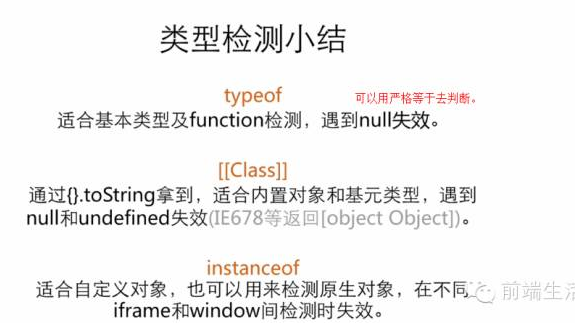 类型检测小结
typeof
可以用严格等于去判断。
适合基本类型及function检测，遇到null失效。
[[Class]]
通过{}.toString拿到，适合内置对象和基元类型，遇到
null和undefined失效(IE678等返回[object Object])。
instanceof
适合自定义对象，也可以用来检测原生对象，在不同
iframe和window间检测时失效。
前端生活